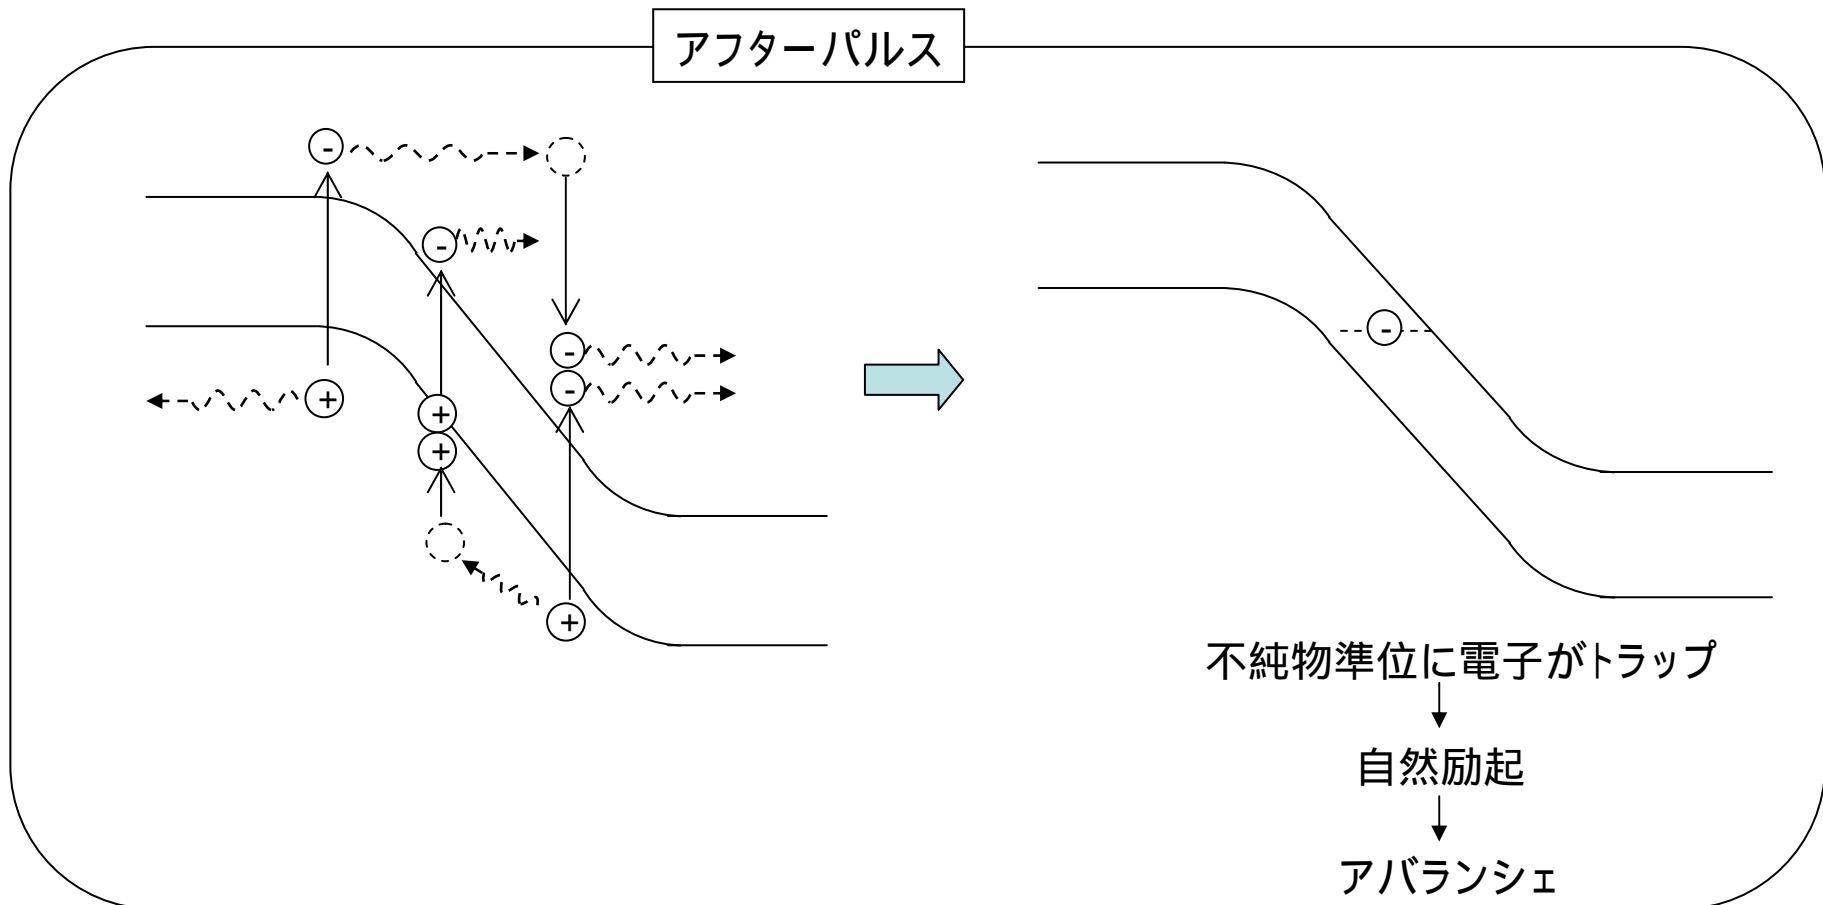 アフターパルス
-
-
-
-
+
+
+
+
-
不純物準位に電子がトラップ
自然励起
アバランシェ